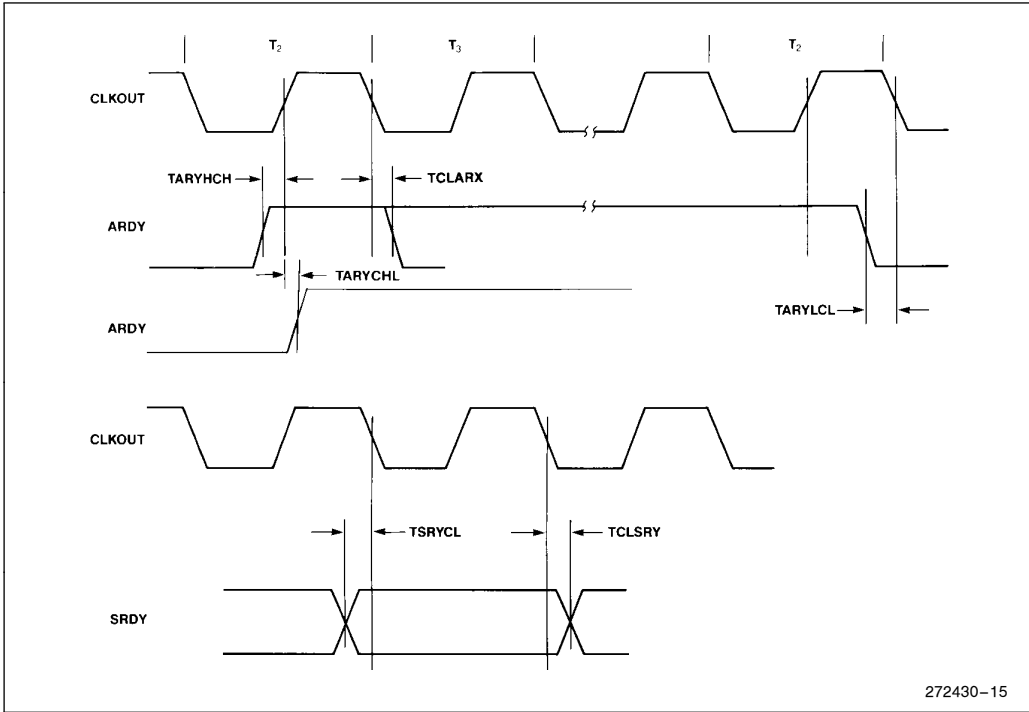 T₂ T₃ T₂
CLKOUT
TARYHCH TCLARX
ARDY
TARYCHL
TARYLCL
ARDY
CLKOUT
TSRYCL TCLSRY
SRDY
272430–15